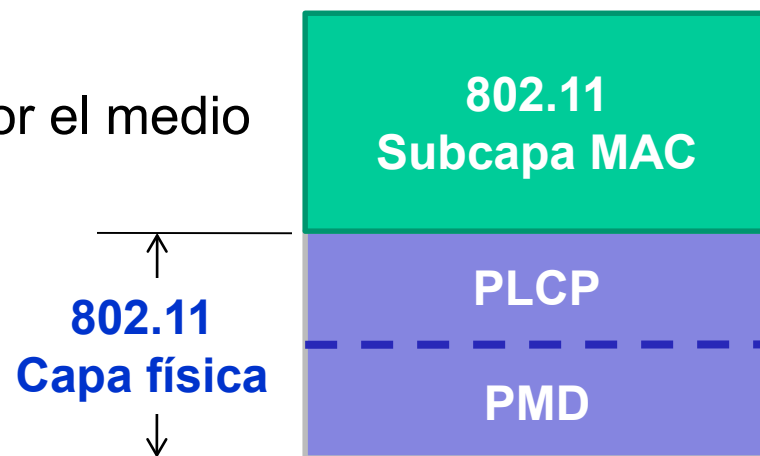 or el medio
802.11
Subcapa MAC
PLCP
802.11
Capa física
PMD